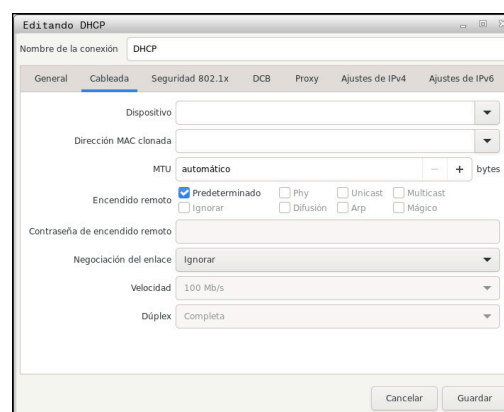 Editando DHCP
Nombre de la conexión DHCP
General Cableada Seguridad 802.1x DCB Proxy Ajustes de IPv4 Ajustes de IPv6
Dispositivo
Dirección MAC clonada
MTU automático − + bytes
Encendido remoto Predeterminado Phy Unicast Multicast
Ignorar Difusión Arp Mágico
Contraseña de encendido remoto
Negociación del enlace Ignorar
Velocidad 100 Mb/s
Dúplex Completa
Cancelar Guardar